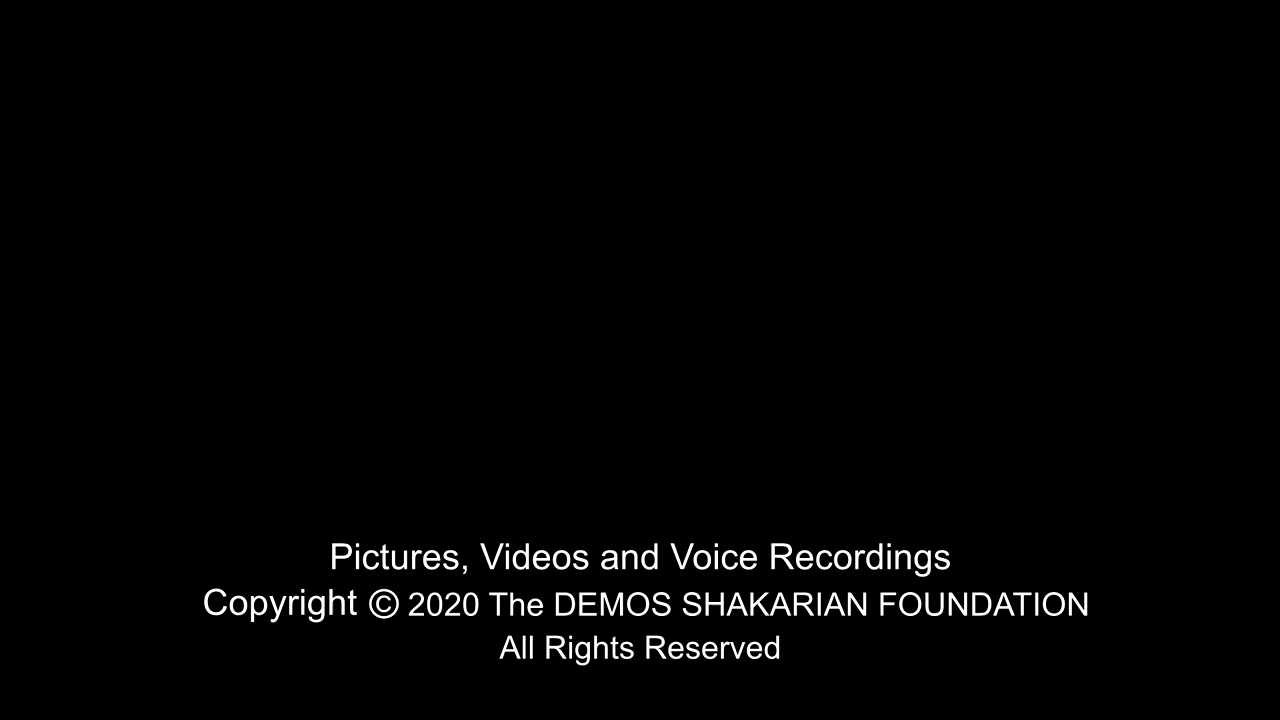 Pictures, Videos and Voice Recordings
Copyright © 2020 The DEMOS SHAKARIAN FOUNDATION
All Rights Reserved